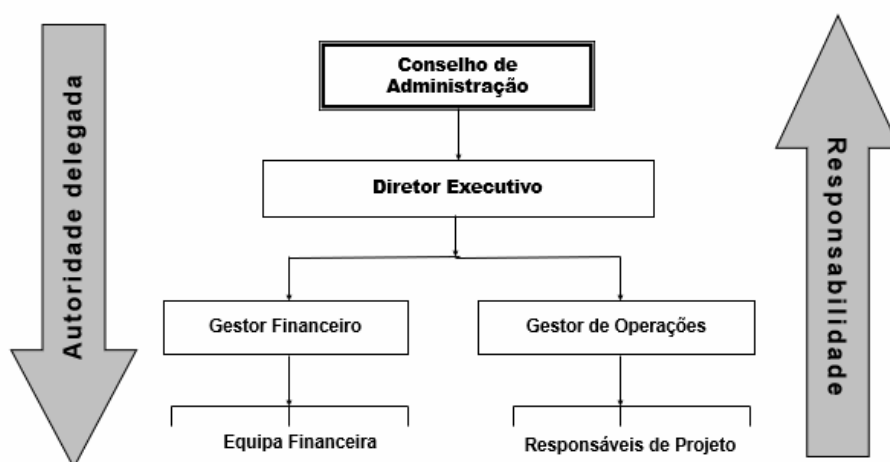 Autoridade delegada
Conselho de
Administração
Diretor Executivo
Gestor Financeiro
Gestor de Operações
Equipa Financeira
Responsáveis de Projeto
Responsabilidade